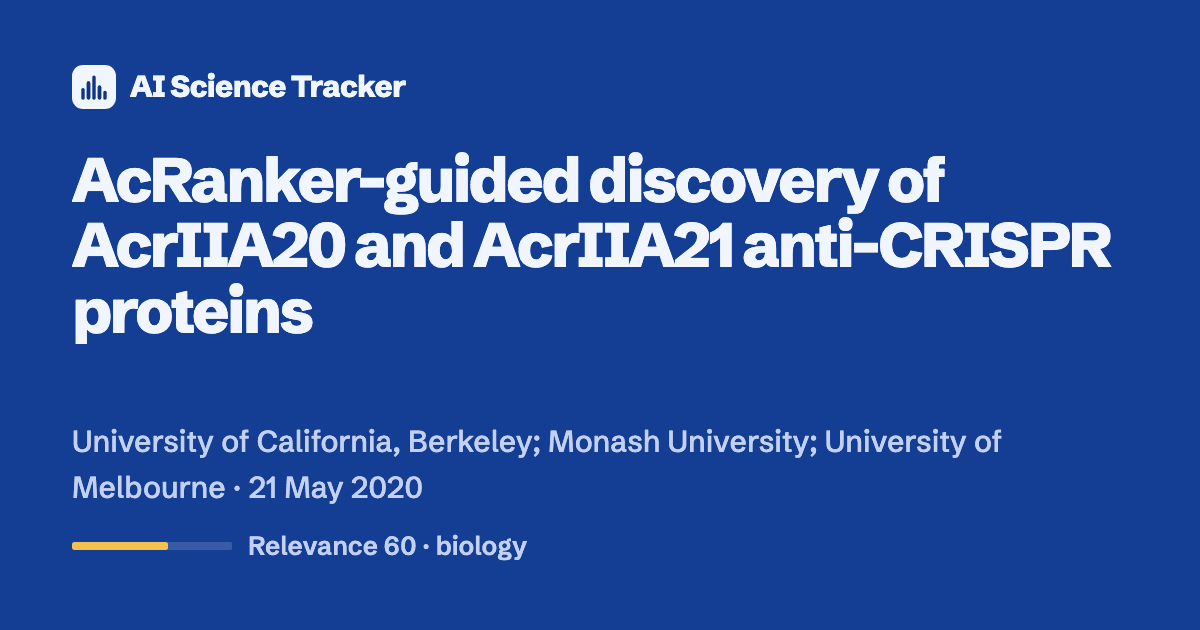 AI Science Tracker
AcRanker-guided discovery of
AcrIIA20 and AcrIIA21 anti-CRISPR
proteins
University of California, Berkeley; Monash University; University of
Melbourne · 21 May 2020
Relevance 60 · biology